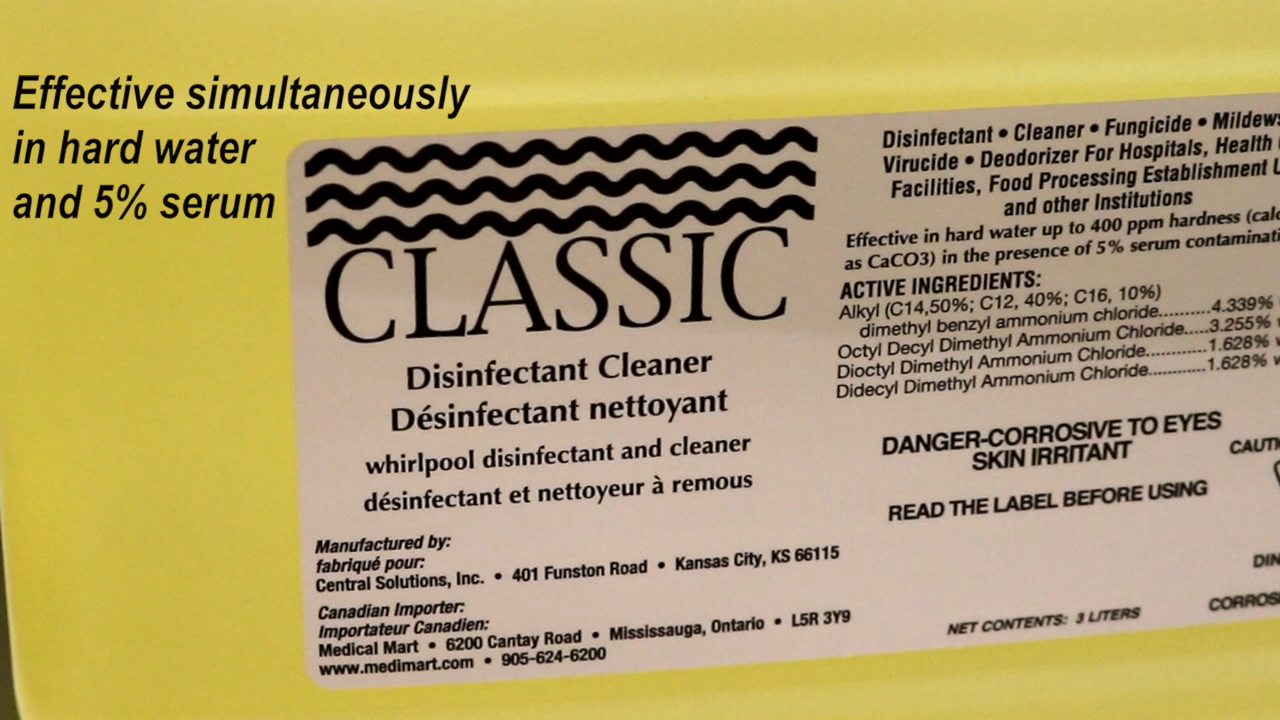 Effective simultaneously
in hard water
and 5% serum
CLASSIC
Disinfectant Cleaner
Désinfectant nettoyant
whirlpool disinfectant and cleaner
désinfectant et nettoyeur à remous
Manufactured by:
fabriqué pour:
Central Solutions, Inc. • 401 Funston Road • Kansas City, KS 66115
Canadian Importer:
Importateur Canadien:
Medical Mart • 6200 Cantay Road • Mississauga, Ontario • L5R 3Y9
www.medimart.com • 905-624-6200
Disinfectant • Cleaner • Fungicide •
Virucide • Deodorizer For Hospitals, Health
Facilities, Food Processing Establishment
and other Institutions
Effective in hard water up to 400 ppm hardness
as CaCO3) in the presence of 5% serum
ACTIVE INGREDIENTS:
Alkyl (C14,50%; C12, 40%; C16, 10%)
dimethyl benzyl ammonium chloride..........4.339%
Octyl Decyl Dimethyl Ammonium Chloride.....3.255%
Dioctyl Dimethyl Ammonium Chloride............1.628%
Didecyl Dimethyl Ammonium Chloride............1.628%
DANGER-CORROSIVE TO EYES
SKIN IRRITANT
READ THE LABEL BEFORE USING
NET CONTENTS: 3 LITERS